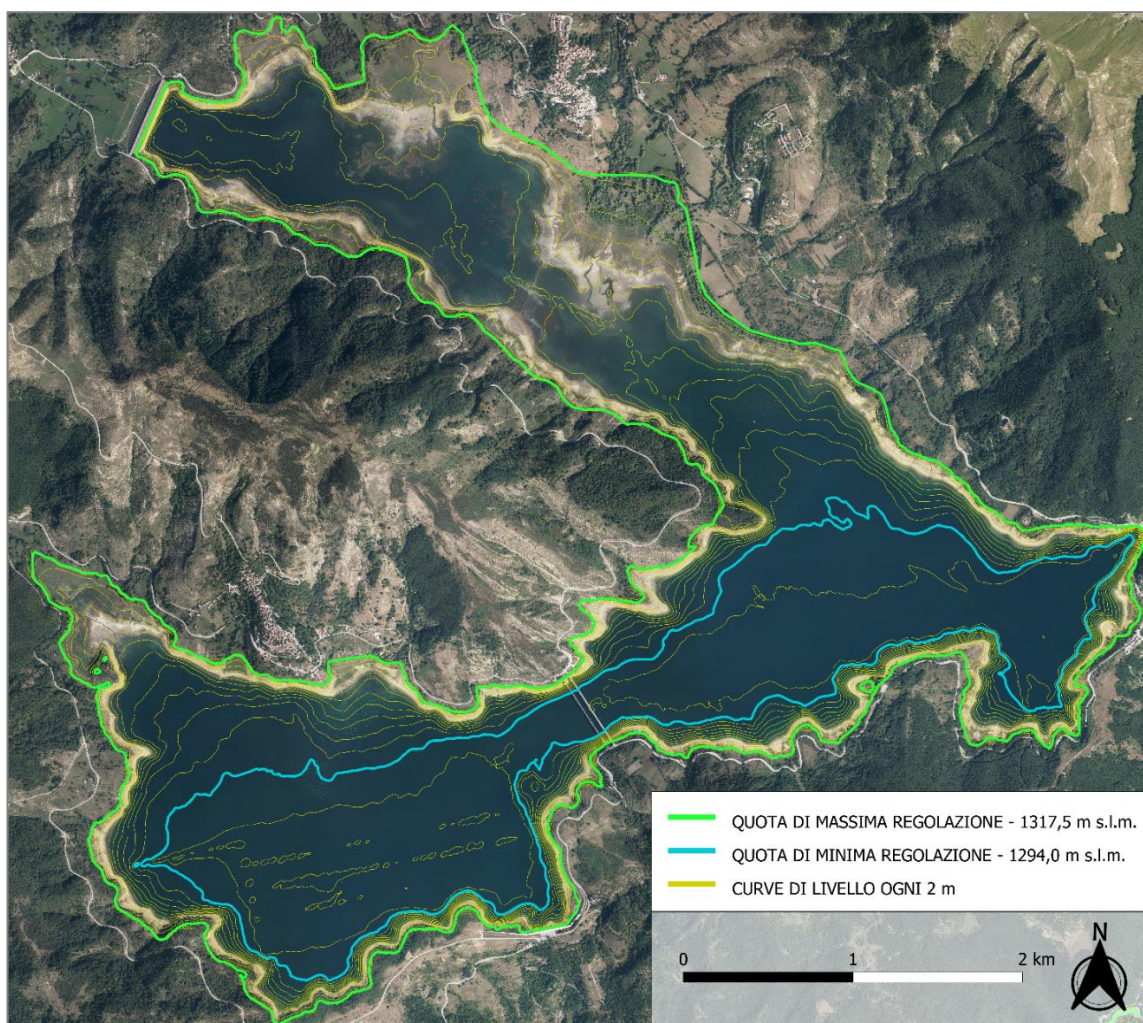 QUOTA DI MASSIMA REGOLAZIONE - 1317,5 m s.l.m.
QUOTA DI MINIMA REGOLAZIONE - 1294,0 m s.l.m.
CURVE DI LIVELLO OGNI 2 m
N
0 1 2 km